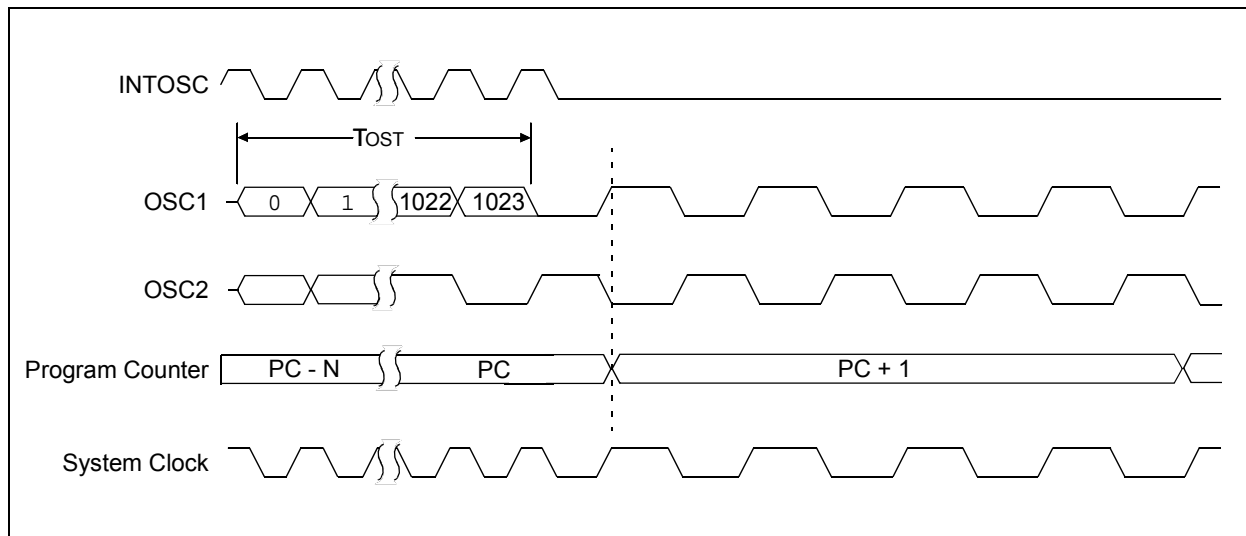 INTOSC
TOST
OSC1 0 1 1022 1023
OSC2
Program Counter PC - N PC PC + 1
System Clock